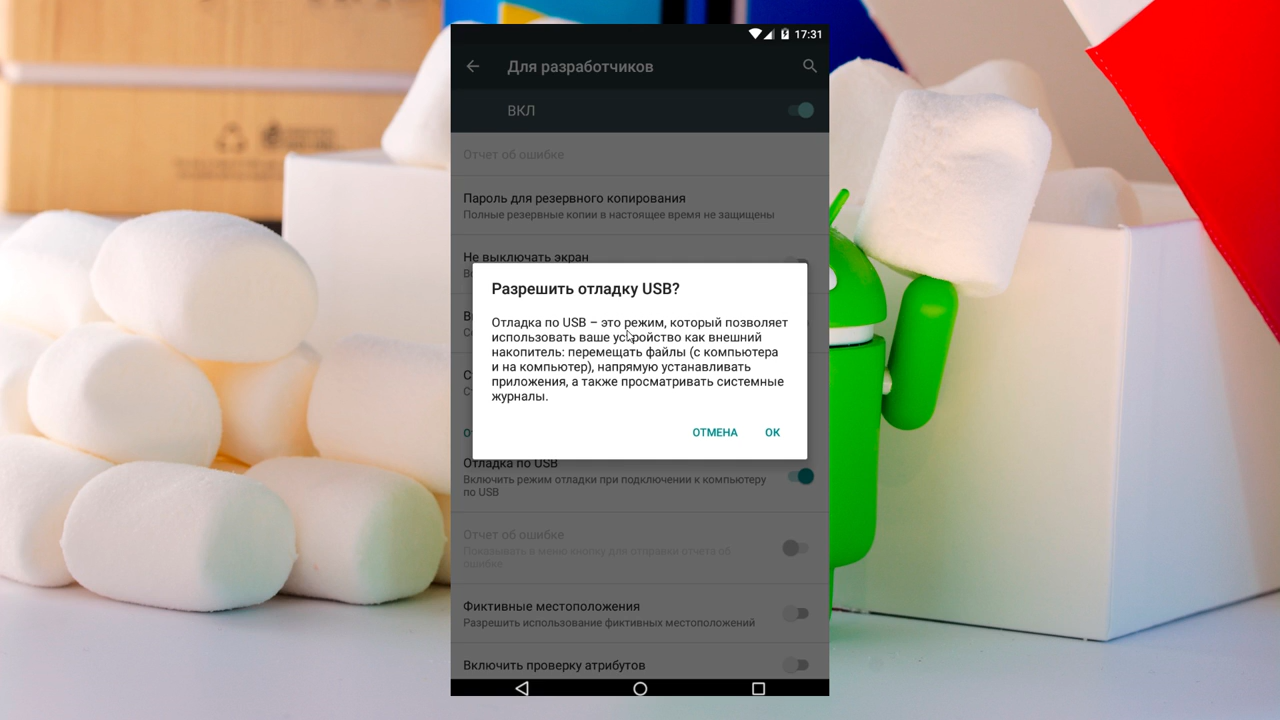 17:31
Для разработчиков
ВКЛ
Отчет об ошибке
Пароль для резервного копирования
Полные резервные копии в настоящее время не защищены
Не выключать экран
Разрешить отладку USB?
Отладка по USB – это режим, который позволяет
использовать ваше устройство как внешний
накопитель: перемещать файлы (с компьютера
и на компьютер), напрямую устанавливать
приложения, а также просматривать системные
журналы.
ОТМЕНА ОК
Отладка по USB
Включить режим отладки при подключении к компьютеру
по USB
Отчет об ошибке
Показывать в меню кнопку для отправки отчета об
ошибке
Фиктивные местоположения
Разрешить использование фиктивных местоположений
Включить проверку атрибутов